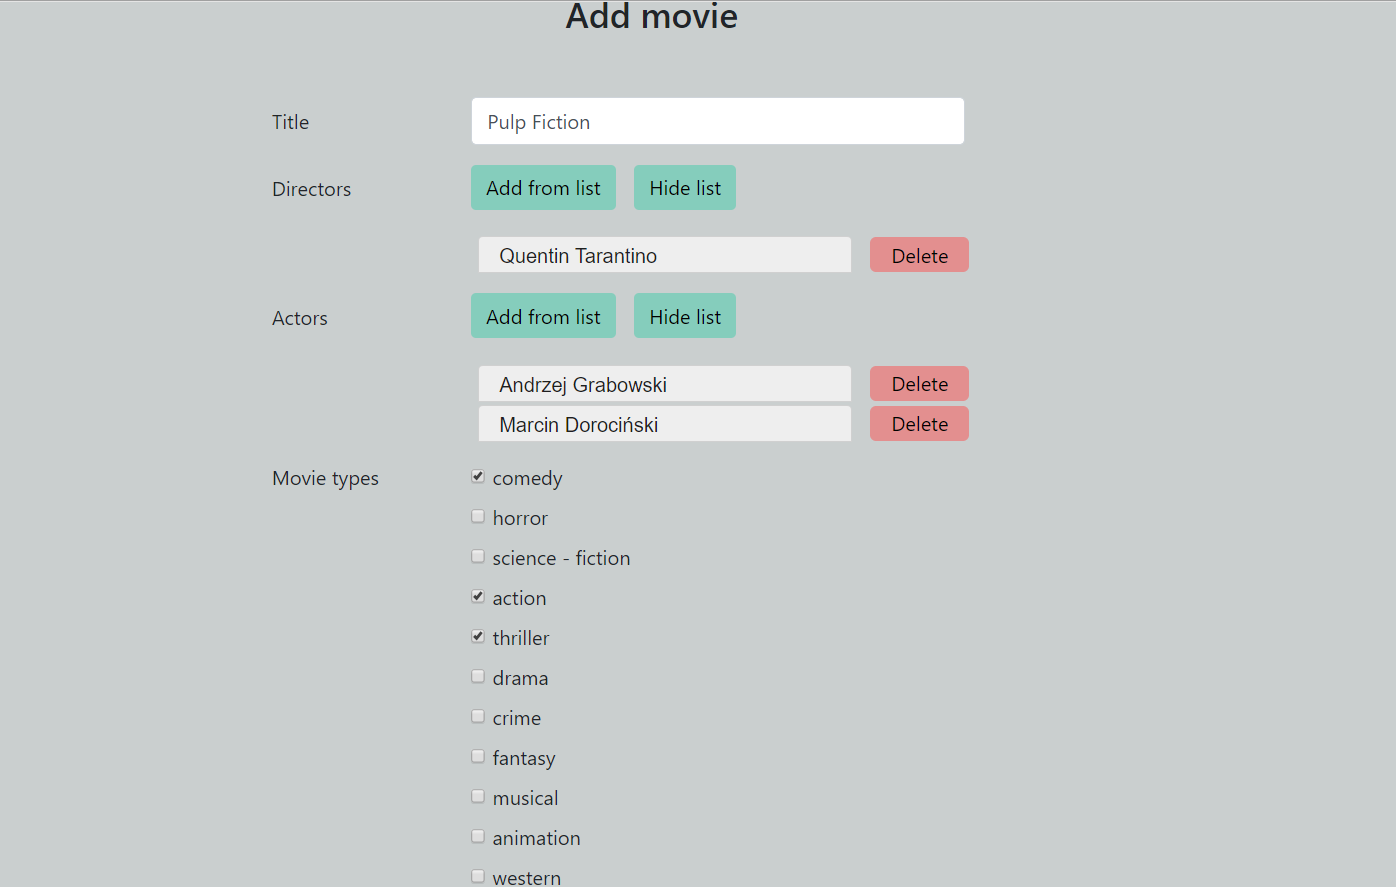 Add movie
Title Pulp Fiction
Directors Add from list Hide list
Quentin Tarantino Delete
Actors Add from list Hide list
Andrzej Grabowski Delete
Marcin Dorociński Delete
Movie types comedy
horror
science - fiction
action
thriller
drama
crime
fantasy
musical
animation
western